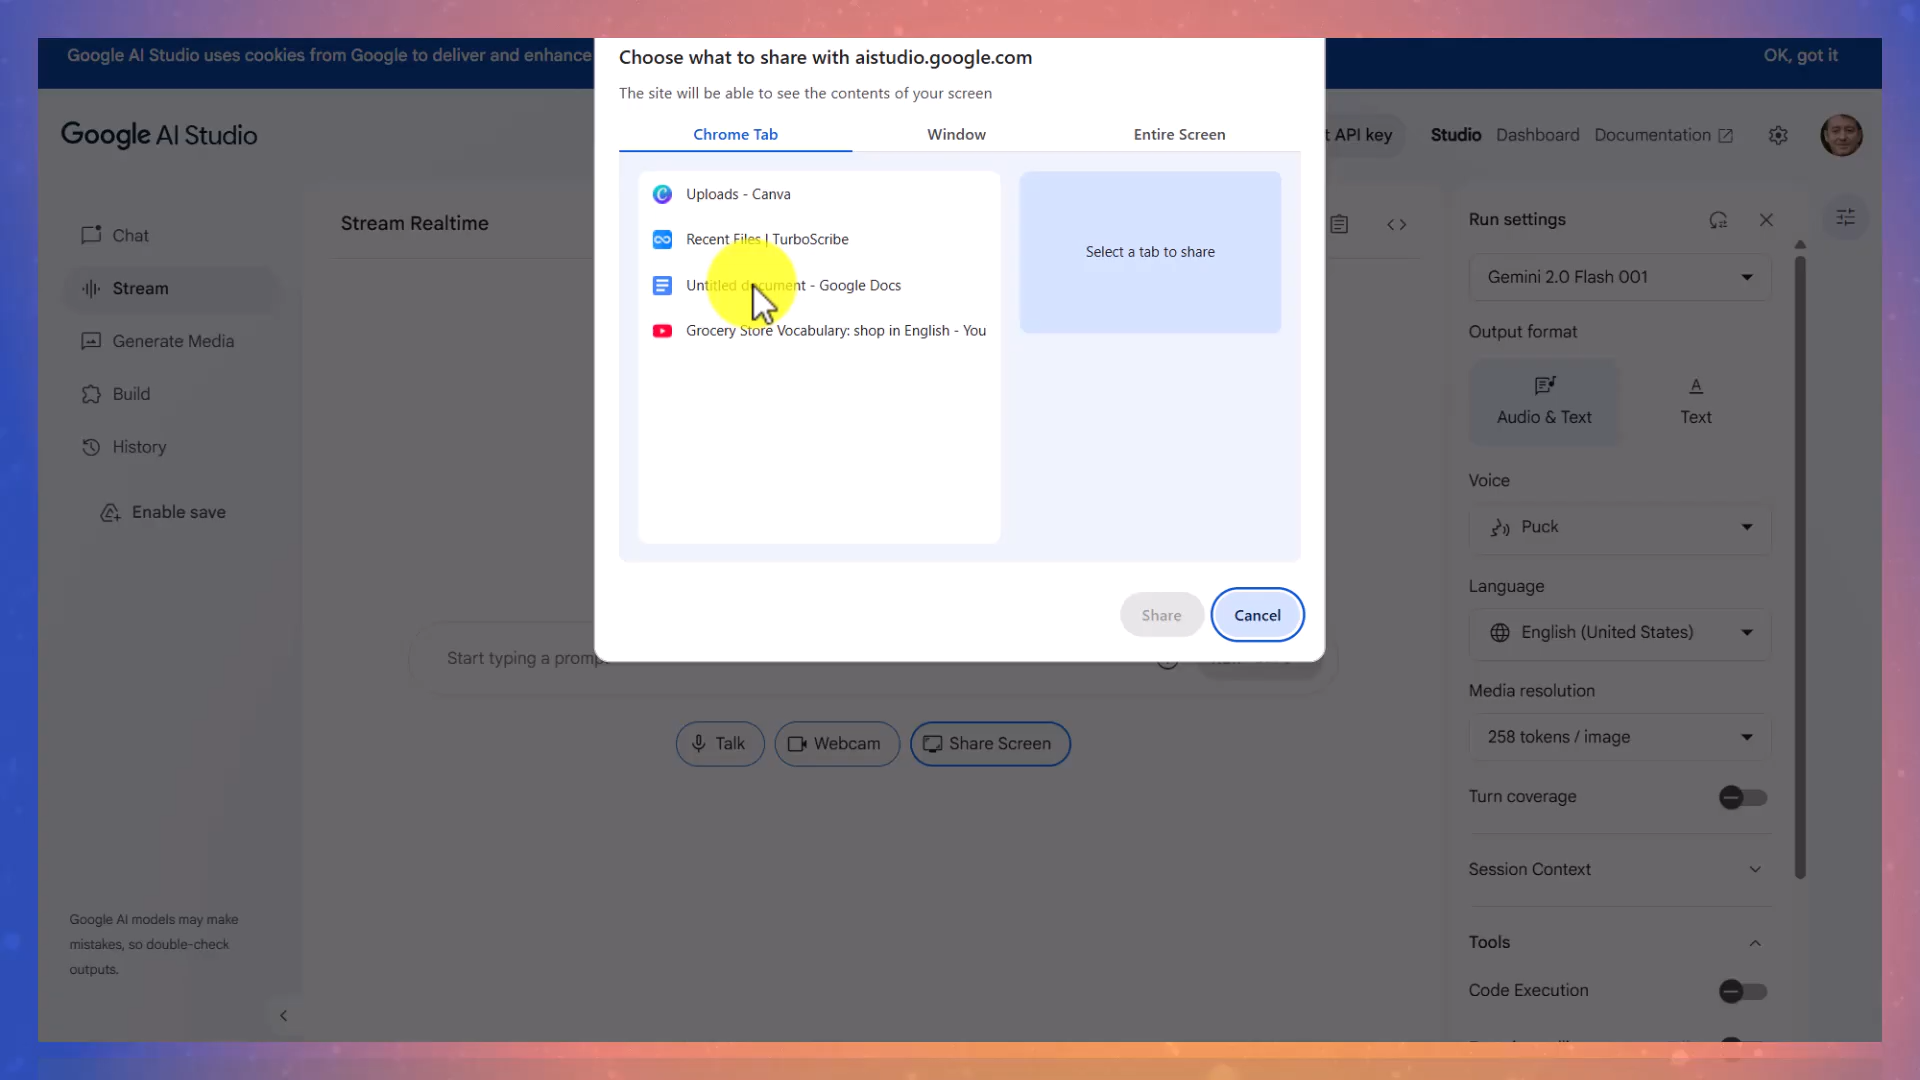 Google AI Studio uses cookies from Google to deliver and enhance
OK, got it
Choose what to share with aistudio.google.com
The site will be able to see the contents of your screen
Chrome Tab
Window
Entire Screen
Uploads - Canva
Recent Files | TurboScribe
Untitled document - Google Docs
Grocery Store Vocabulary: shop in English - You
Select a tab to share
Share
Cancel
Google AI Studio
t API key
Studio
Dashboard
Documentation
Chat
Stream
Generate Media
Build
History
Enable save
Google AI models may make
mistakes, so double-check
outputs.
Stream Realtime
Start typing a promp
Talk
Webcam
Share Screen
Run settings
Gemini 2.0 Flash 001
Output format
Audio & Text
Text
Voice
Puck
Language
English (United States)
Media resolution
258 tokens / image
Turn coverage
Session Context
Tools
Code Execution